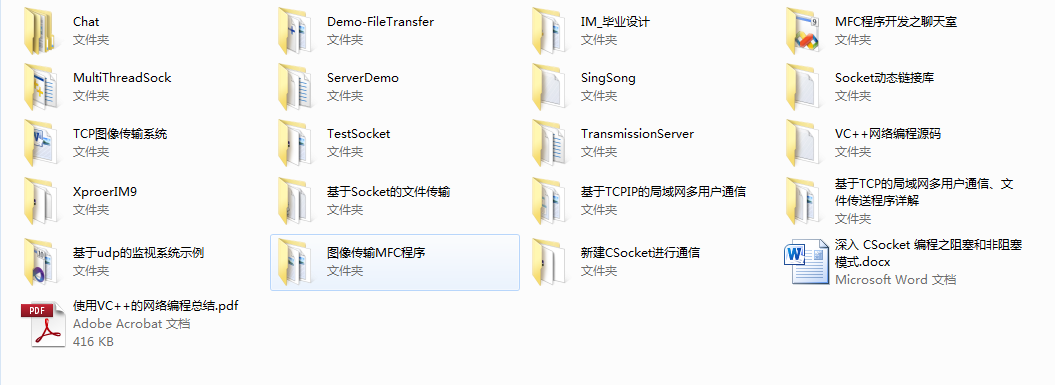 Chat
文件夹
Demo-FileTransfer
文件夹
IM_毕业设计
文件夹
MFC程序开发之聊天室
文件夹
MultiThreadSock
文件夹
ServerDemo
文件夹
SingSong
文件夹
Socket动态链接库
文件夹
TCP图像传输系统
文件夹
TestSocket
文件夹
TransmissionServer
文件夹
VC++网络编程源码
文件夹
XproerIM9
文件夹
基于Socket的文件传输
文件夹
基于TCPIP的局域网多用户通信
文件夹
基于TCP的局域网多用户通信、文
件传送程序详解
文件夹
基于udp的监视系统示例
文件夹
图像传输MFC程序
文件夹
新建CSocket进行通信
文件夹
深入 CSocket 编程之阻塞和非阻塞
模式.docx
Microsoft Word 文档
PDF
使用VC++的网络编程总结.pdf
Adobe Acrobat 文档
416 KB